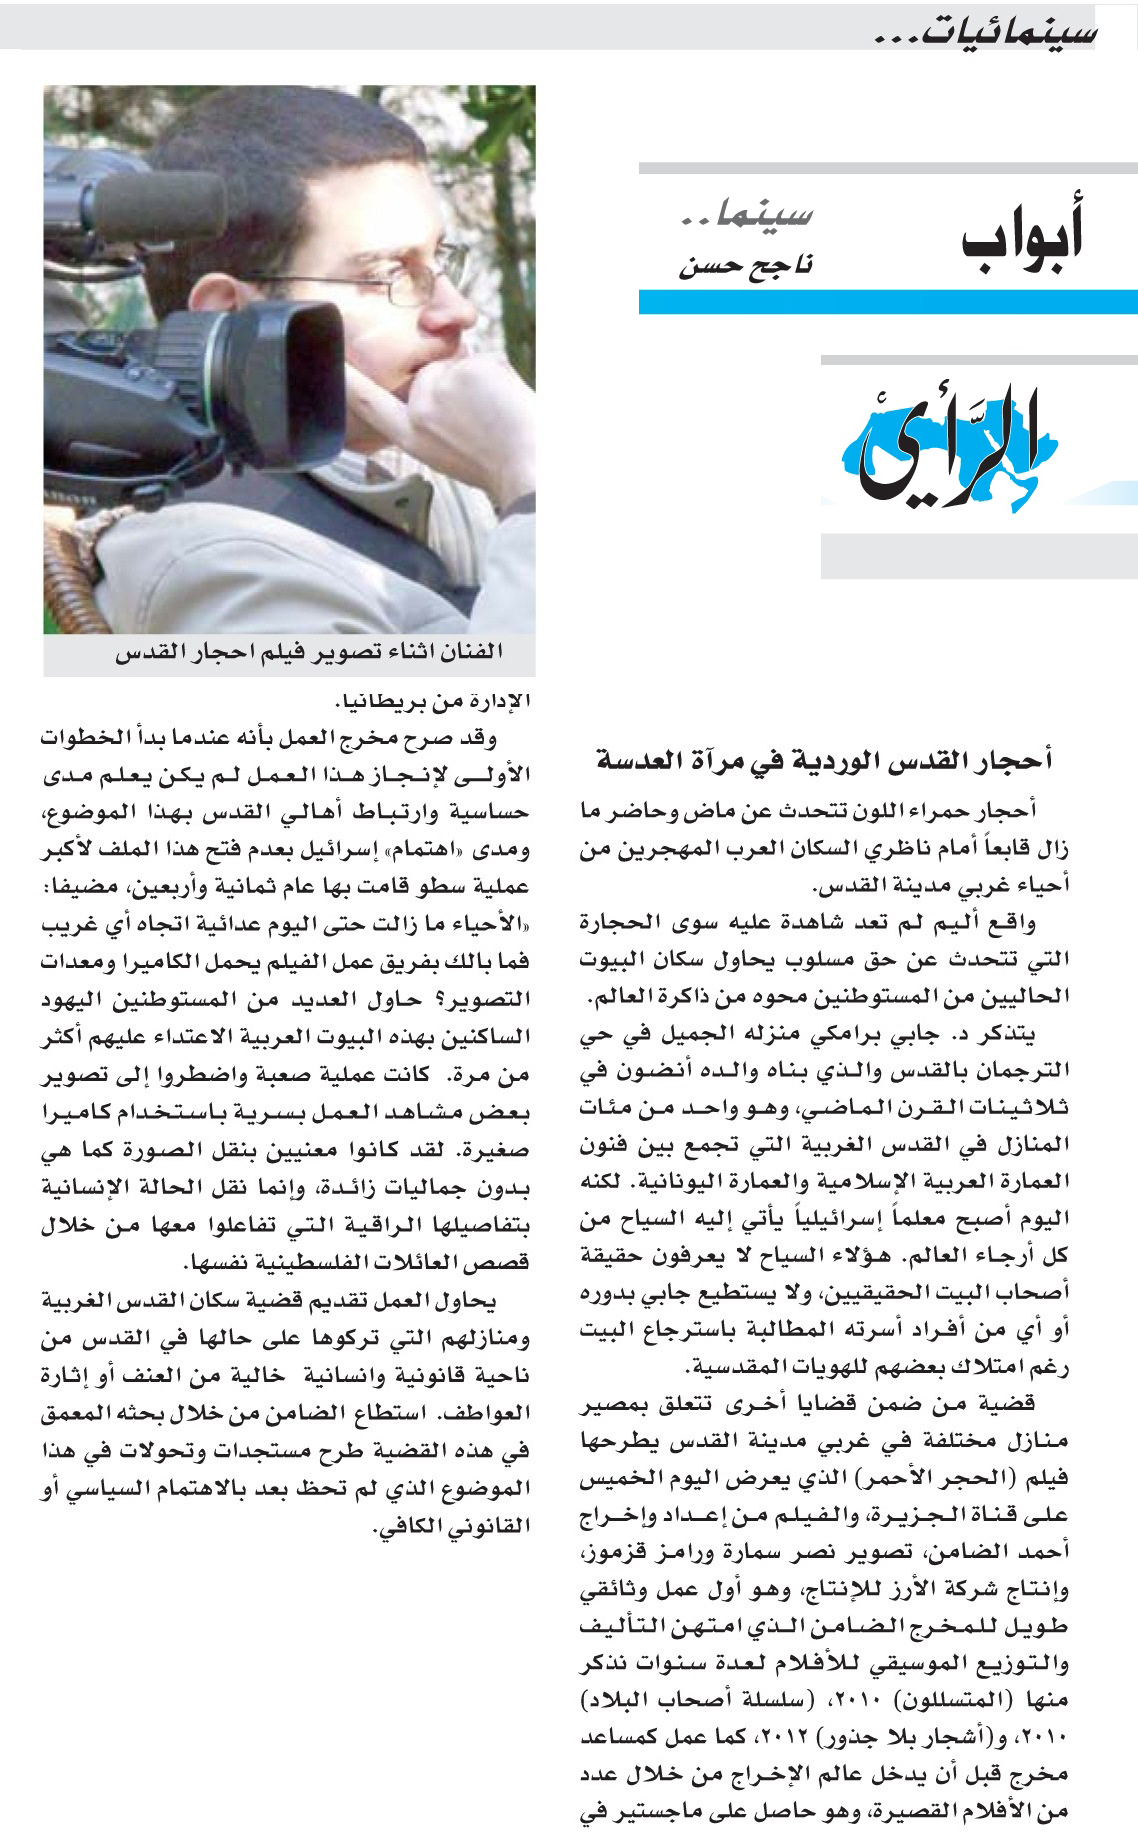 سينمائيات...
أبواب
سينما..
ناجح حسن
الرَّأي
الفنان اثناء تصوير فيلم احجار القدس
أحجار القدس الوردية في مرآة العدسة
أحجار حمراء اللون تتحدث عن ماض وحاضر ما
زال قابعاً أمام ناظري السكان العرب المهجرين من
أحياء غربي مدينة القدس.
واقع أليم لم تعد شاهدة عليه سوى الحجارة
التي تتحدث عن حق مسلوب يحاول سكان البيوت
الحاليين من المستوطنين محوه من ذاكرة العالم.
يتذكر د. جابي برامكي منزله الجميل في حي
الترجمان بالقدس والذي بناه والده أنضون في
ثلاثينات القرن الماضي، وهو واحد من مئات
المنازل في القدس الغربية التي تجمع بين فنون
العمارة العربية الإسلامية والعمارة اليونانية. لكنه
اليوم أصبح معلماً إسرائيلياً يأتي إليه السياح من
كل أرجاء العالم. هؤلاء السياح لا يعرفون حقيقة
أصحاب البيت الحقيقيين، ولا يستطيع جابي بدوره
أو أي من أفراد أسرته المطالبة باسترجاع البيت
رغم امتلاك بعضهم للهويات المقدسية.
قضية من ضمن قضايا أخرى تتعلق بمصير
منازل مختلفة في غربي مدينة القدس يطرحها
فيلم (الحجر الأحمر) الذي يعرض اليوم الخميس
على قناة الجزيرة، والفيلم من إعداد وإخراج
أحمد الضامن، تصوير نصر سمارة ورامز قزموز،
وإنتاج شركة الأرز للإنتاج، وهو أول عمل وثائقي
طويل للمخرج الضامن الذي امتهن التأليف
والتوزيع الموسيقي للأفلام لعدة سنوات نذكر
منها (المتسللون) ٢٠١٠، (سلسلة أصحاب البلاد)
٢٠١٠، و(أشجار بلا جذور) ٢٠١٢، كما عمل كمساعد
مخرج قبل أن يدخل عالم الإخراج من خلال عدد
من الأفلام القصيرة، وهو حاصل على ماجستير في
الإدارة من بريطانيا.
وقد صرح مخرج العمل بأنه عندما بدأ الخطوات
الأولى لإنجاز هذا العمل لم يكن يعلم مدى
حساسية وارتباط أهالي القدس بهذا الموضوع،
ومدى «اهتمام» إسرائيل بعدم فتح هذا الملف لأكبر
عملية سطو قامت بها عام ثمانية وأربعين، مضيفا:
«الأحياء ما زالت حتى اليوم عدائية اتجاه أي غريب
فما بالك بفريق عمل الفيلم يحمل الكاميرا ومعدات
التصوير؟ حاول العديد من المستوطنين اليهود
الساكنين بهذه البيوت العربية الاعتداء عليهم أكثر
من مرة. كانت عملية صعبة واضطروا إلى تصوير
بعض مشاهد العمل بسرية باستخدام كاميرا
صغيرة. لقد كانوا معنيين بنقل الصورة كما هي
بدون جماليات زائدة، وإنما نقل الحالة الإنسانية
بتفاصيلها الراقية التي تفاعلوا معها من خلال
قصص العائلات الفلسطينية نفسها.
يحاول العمل تقديم قضية سكان القدس الغربية
ومنازلهم التي تركوها على حالها في القدس من
ناحية قانونية وانسانية خالية من العنف أو إثارة
العواطف. استطاع الضامن من خلال بحثه المعمق
في هذه القضية طرح مستجدات وتحولات في هذا
الموضوع الذي لم تحظ بعد بالاهتمام السياسي أو
القانوني الكافي.